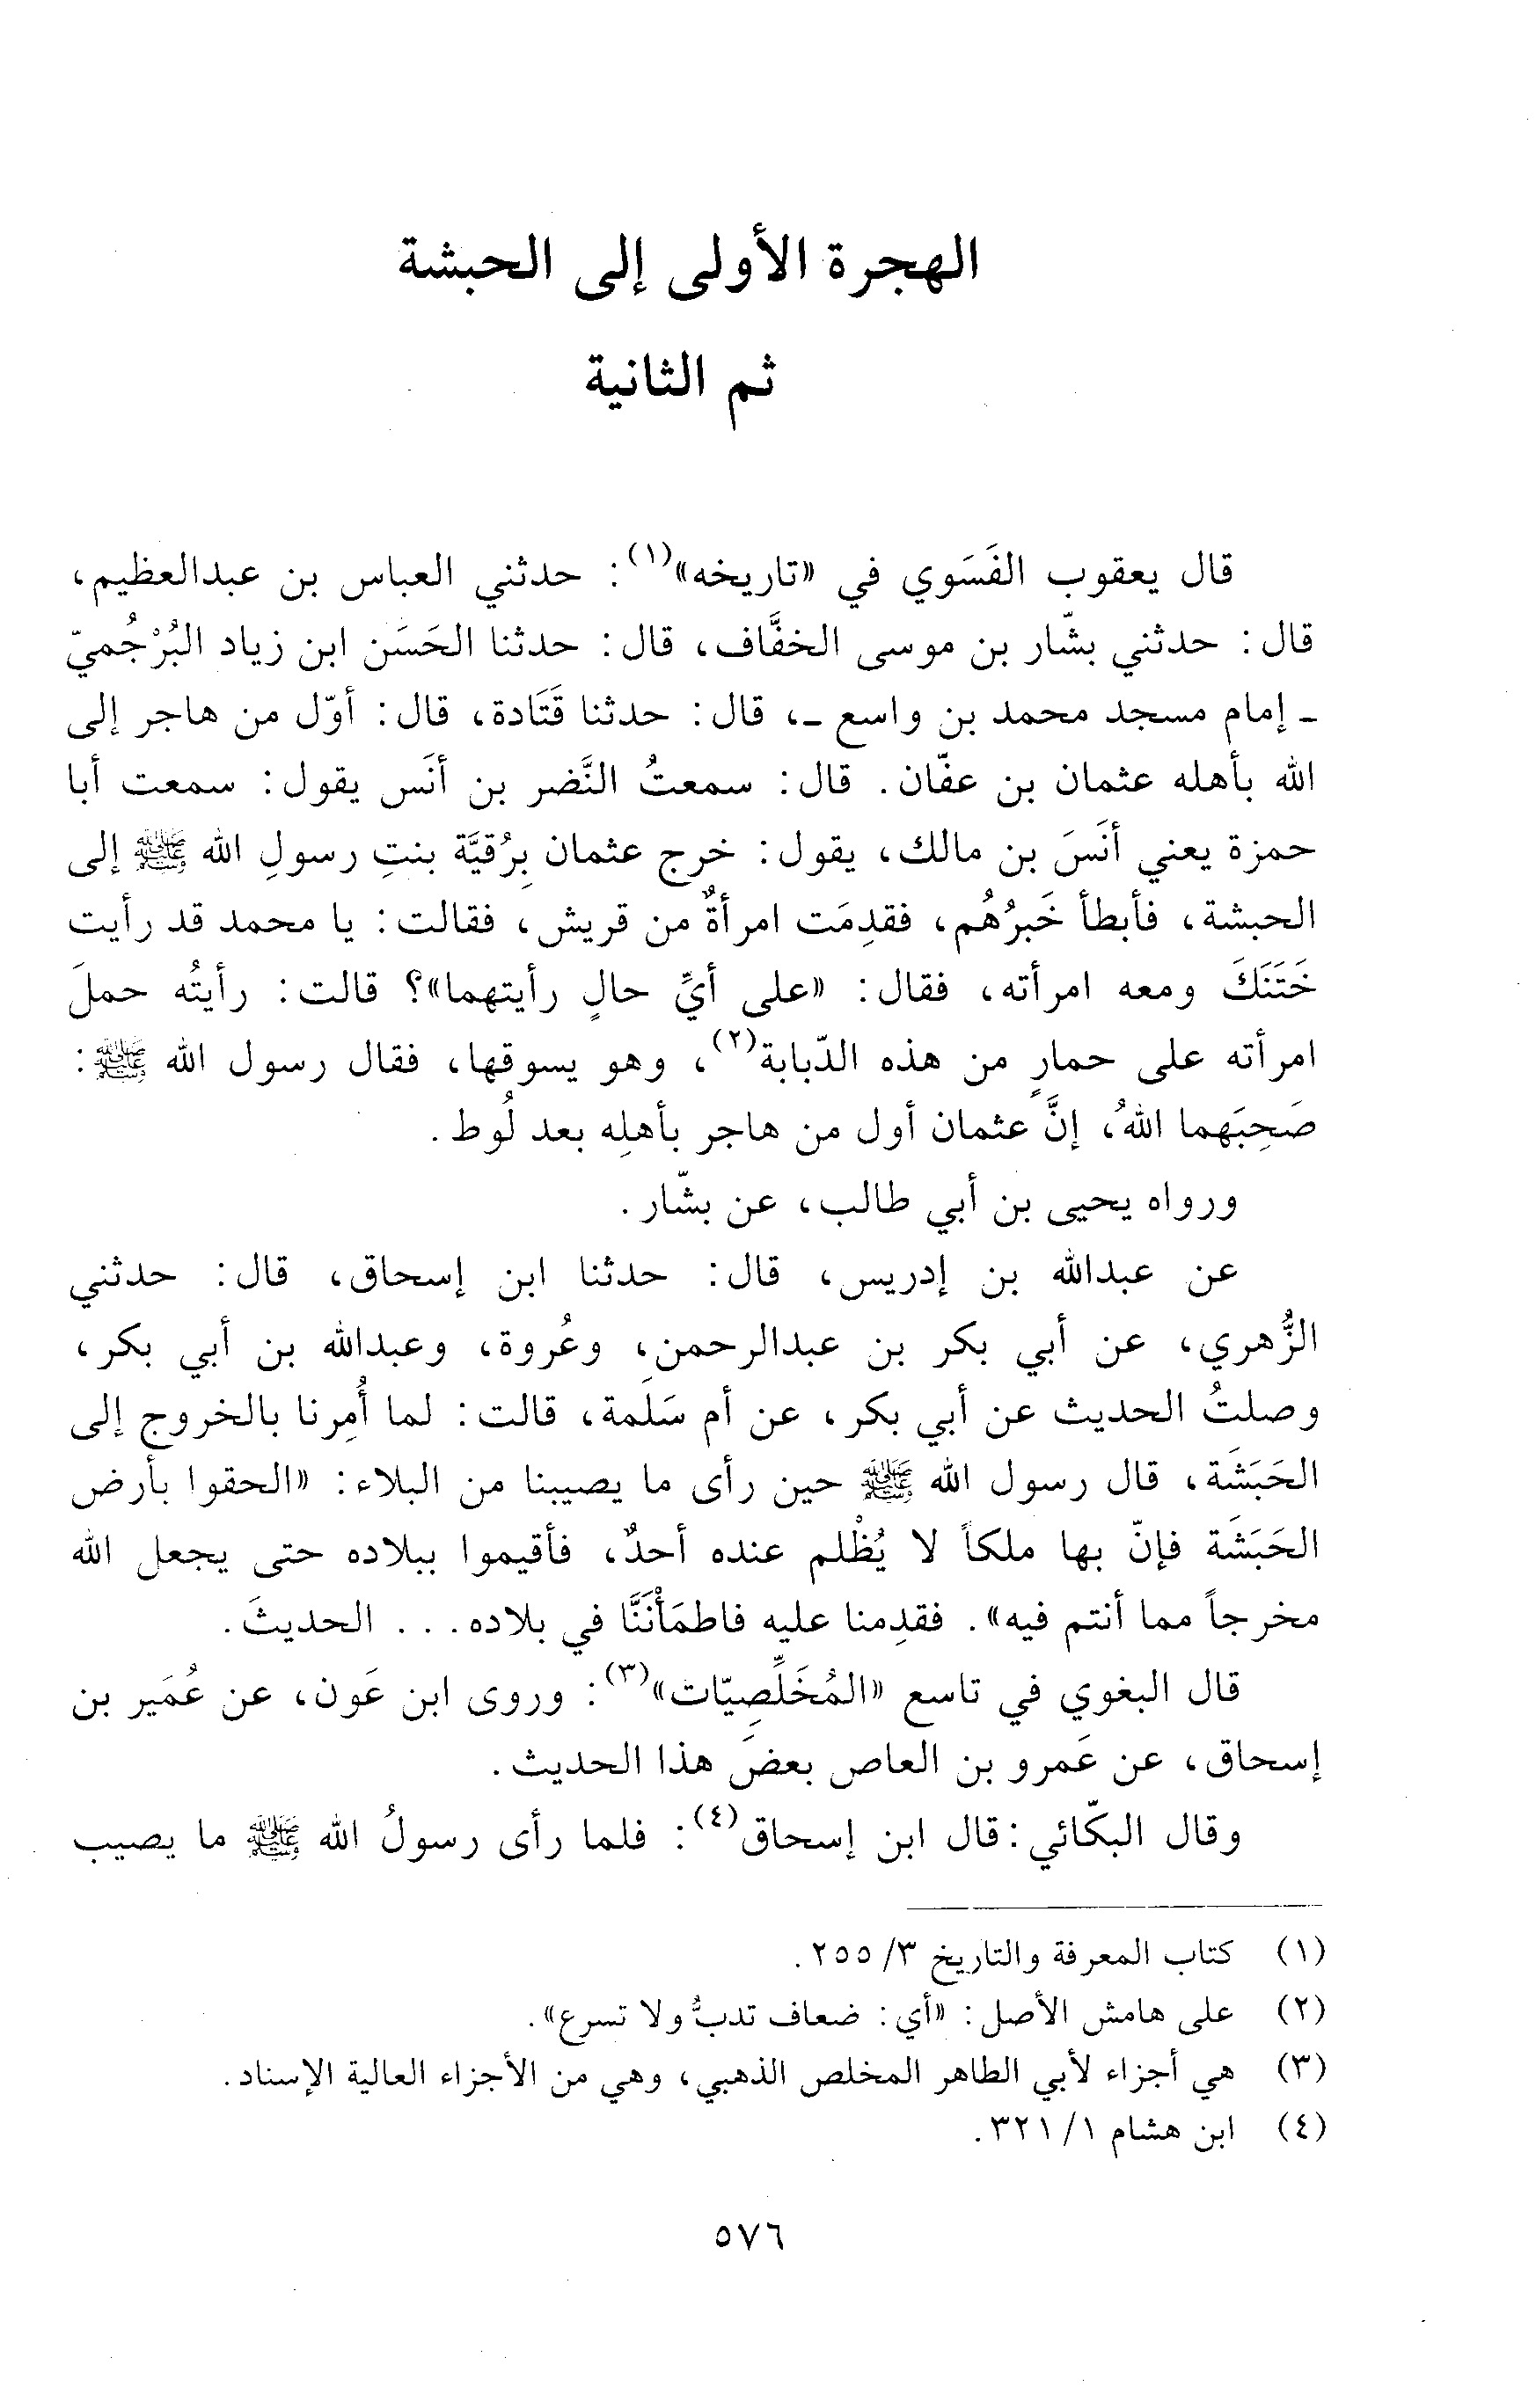 الهجرة الأولى إلى الحبشة
ثم الثانية
قال يعقوب الفَسَوي في «تاريخه»(١): حدثني العباس بن عبدالعظيم،
قال: حدثني بشّار بن موسى الخفَّاف، قال: حدثنا الحَسَن ابن زياد البُرْجُميّ
ـ إمام مسجد محمد بن واسع ـ، قال: حدثنا قَتَادة، قال: أوّل من هاجر إلى
الله بأهله عثمان بن عفّان. قال: سمعتُ النَّضر بن أنَس يقول: سمعت أبا
حمزة يعني أنَسَ بن مالك، يقول: خرج عثمان بِرُقيَّة بنتِ رسولِ الله ﷺ إلى
الحبشة، فأبطأ خَبرُهُم، فقدِمَت امرأةٌ من قريش، فقالت: يا محمد قد رأيت
خَتَنَكَ ومعه امرأته، فقال: «على أيِّ حالٍ رأيتهما»؟ قالت: رأيتُه حملَ
امرأته على حمارٍ من هذه الدّبابة(٢)، وهو يسوقها، فقال رسول الله ﷺ:
صَحِبَهما اللهُ، إنَّ عثمان أول من هاجر بأهلِه بعد لُوط.
ورواه يحيى بن أبي طالب، عن بشّار.
عن عبدالله بن إدريس، قال: حدثنا ابن إسحاق، قال: حدثني
الزُّهري، عن أبي بكر بن عبدالرحمنِ، وعُروة، وعبدالله بن أبي بكر،
وصلتُ الحديث عن أبي بكر، عن أم سَلَمة، قالت: لما أُمِرنا بالخروج إلى
الحَبَشَة، قال رسول الله ﷺ حين رأى ما يصيبنا من البلاء: «الحقوا بأرض
الحَبَشَة فإنّ بها ملكاً لا يُظْلم عنده أحدٌ، فأقيموا ببلاده حتى يجعل الله
مخرجاً مما أنتم فيه». فقدِمنا عليه فاطمَأْنَنَّا في بلاده... الحديثَ.
قال البغوي في تاسع «المُخَلِّصِيّات»(٣): وروى ابن عَون، عن عُمَير بن
إسحاق، عن عَمرو بن العاص بعضَ هذا الحديث.
وقال البكّائي: قال ابن إسحاق(٤): فلما رأى رسولُ الله ﷺ ما يصيب
(١) كتاب المعرفة والتاريخ ٣/ ٢٥٥.
(٢) على هامش الأصل: «أي: ضعاف تدبُّ ولا تسرع».
(٣) هي أجزاء لأبي الطاهر المخلص الذهبي، وهي من الأجزاء العالية الإسناد.
(٤) ابن هشام ١/ ٣٢١.
٥٧٦